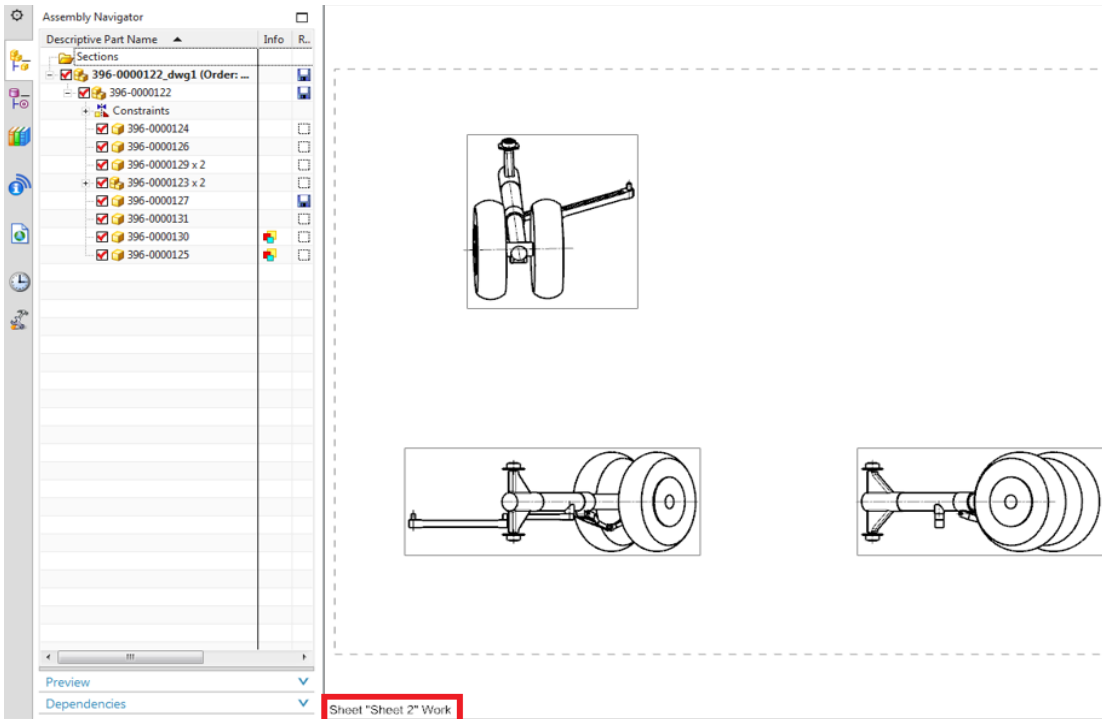 Assembly Navigator
Descriptive Part Name Info R..
Sections
396-0000122_dwg1 (Order: ...
396-0000122
Constraints
396-0000124
396-0000126
396-0000129 x 2
396-0000123 x 2
396-0000127
396-0000131
396-0000130
396-0000125
Preview
Dependencies
Sheet "Sheet 2" Work